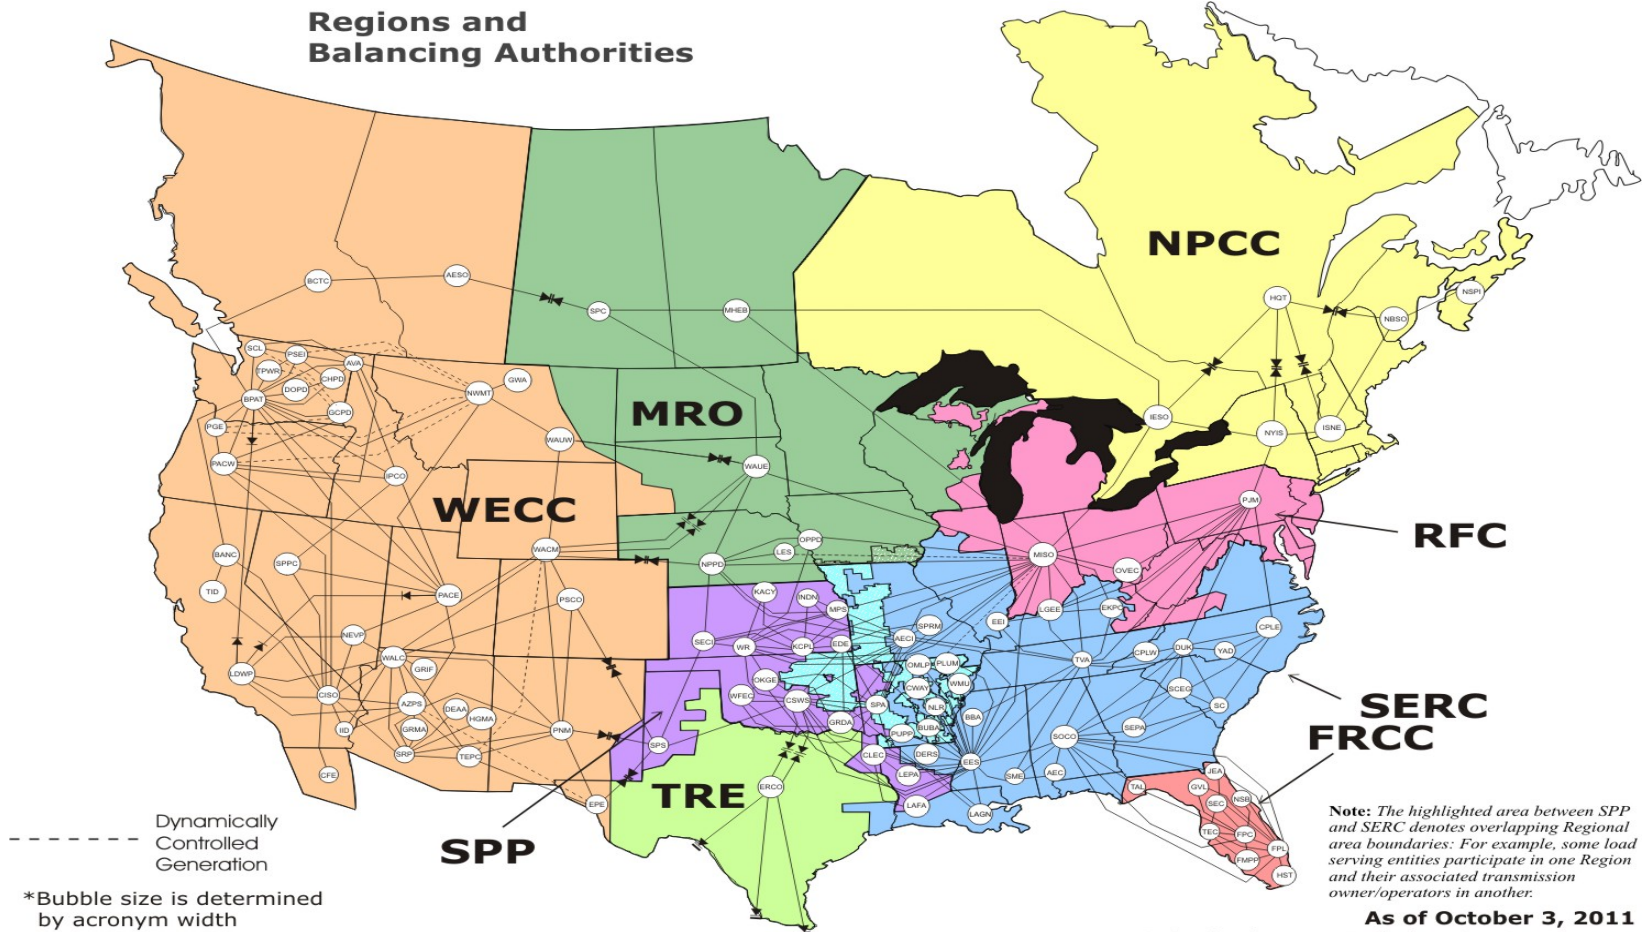 Regions and
Balancing Authorities
NPCC
HQT
NSPI
NBSO
BCTC
AESO
SPC
MHEB
SCL
PSEI
AVA
TPWR
CHPD
DOPD
GWA
NWMT
BPAT
GCPD
MRO
IESO
NYIS
ISNE
PGE
WAUW
PACW
IPCO
WAUE
WECC
PJM
RFC
BANC
SPPC
WACM
LES
OPPD
NPPD
MISO
OVEC
TID
PACE
PSCO
KACY
INDN
MPS
LGEE
EKPC
NEVP
SECI
WR
KCPL
EDE
AECI
SPRM
EEI
CPLE
WALC
GRIF
LDWP
OKGE
OMLP
PLUM
TVA
CPLW
DUK
YAD
CISO
AZPS
DEAA
HGMA
WFEC
CSWS
CWAY
WMU
SCEG
SERC
IID
GRMA
PNM
GRDA
SPA
NLR
BBA
SC
FRCC
SRP
TEPC
SPS
PUPP
BUBA
SOCO
SEPA
CFE
CLEC
DERS
EES
SME
AEC
JEA
TRE
ERCO
LEPA
TAL
GVL
NSB
EPE
LAFA
LAGN
SEC
TEC
FPC
FPL
FMPP
HST
SPP
Dynamically
Controlled
Generation
*Bubble size is determined
by acronym width
Note: The highlighted area between SPP
and SERC denotes overlapping Regional
area boundaries: For example, some load
serving entities participate in one Region
and their associated transmission
owner/operators in another.
As of October 3, 2011